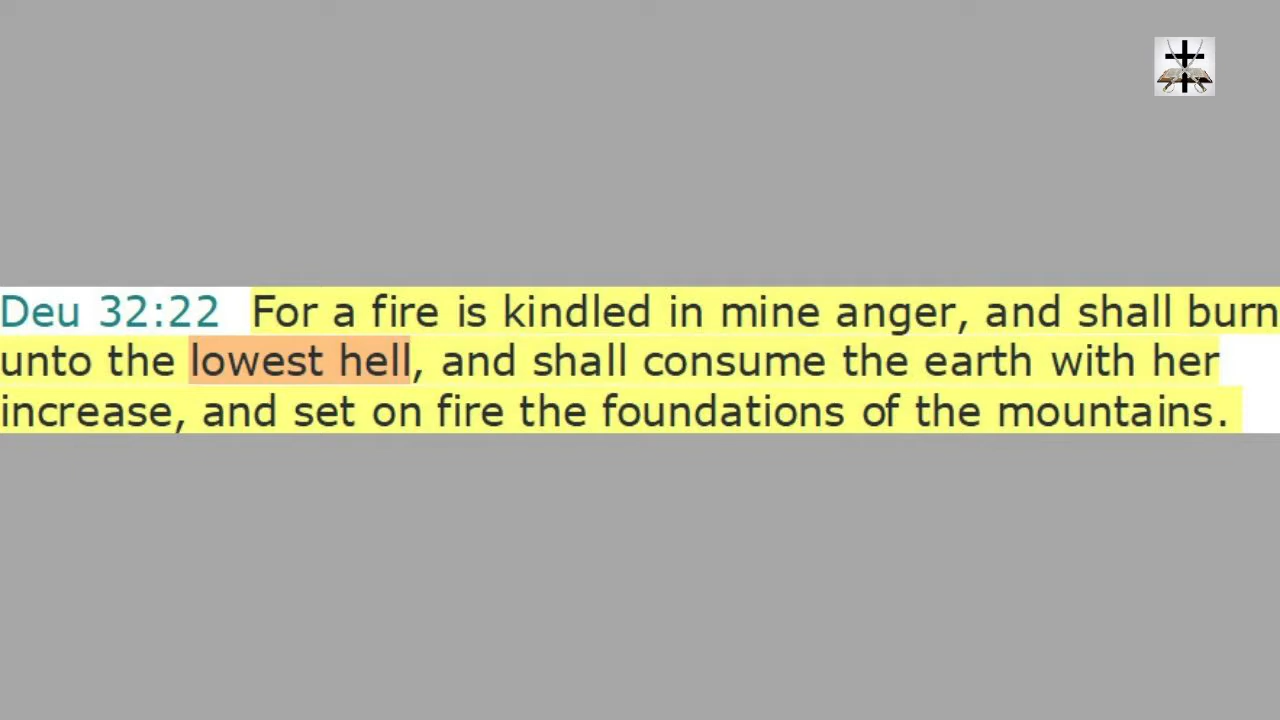 Deu 32:22 For a fire is kindled in mine anger, and shall burn
unto the lowest hell, and shall consume the earth with her
increase, and set on fire the foundations of the mountains.